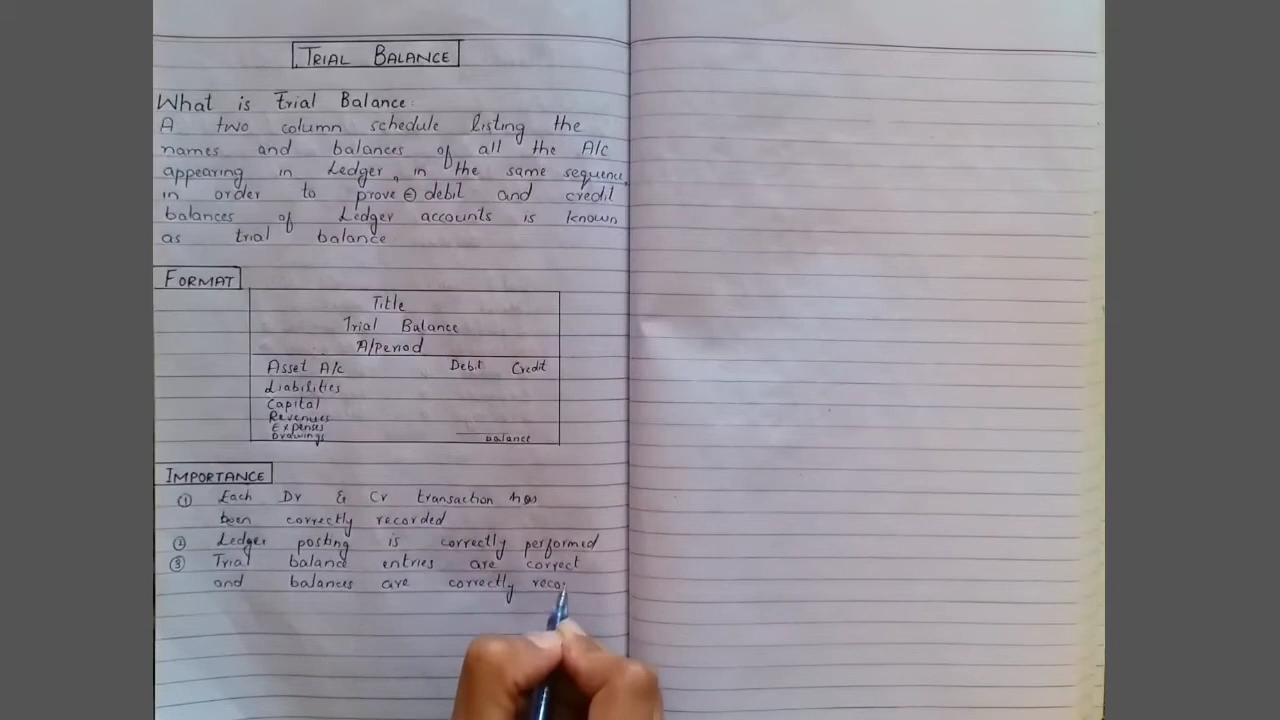 TRIAL BALANCE
What is trial Balance:
A two column schedule listing the
names and balances of all the A/c
appearing in Ledger, in the same sequence,
in order to prove debit and credit
balances of Ledger accounts is known
as trial balance
FORMAT
Title
Trial Balance
A/Period
Asset A/c Debit Credit
Liabilities
Capital
Revenues
Expenses
Drawings balance
IMPORTANCE
① Each Dr & Cr transaction has
been correctly recorded
② Ledger posting is correctly performed
③ Trial balance entries are correct
and balances are correctly reco